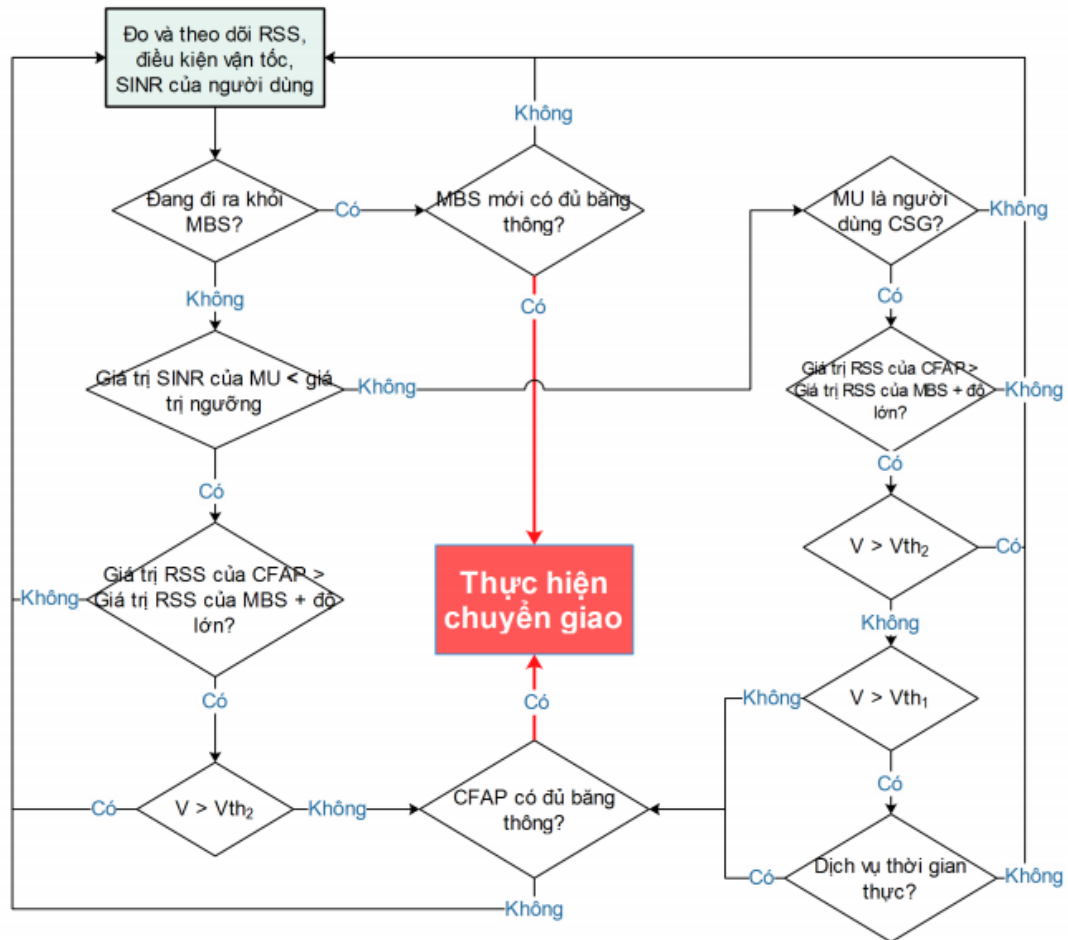 Đo và theo dõi RSS,
điều kiện vận tốc,
SINR của người dùng
Không
Đang đi ra khỏi
MBS?
Có
MBS mới có đủ băng
thông?
MU là người
dùng CSG?
Không
Không
Có
Có
Giá trị SINR của MU < giá
trị ngưỡng
Không
Giá trị RSS của CFAP >
Giá trị RSS của MBS + độ
lớn?
Không
Có
Có
V > Vth₂
Có
Giá trị RSS của CFAP >
Giá trị RSS của MBS + độ
lớn?
Không
Thực hiện
chuyển giao
Không
V > Vth₁
Không
Có
Có
Có
V > Vth₂
Có
Không
CFAP có đủ băng
thông?
Dịch vụ thời gian
thực?
Có
Không
Không